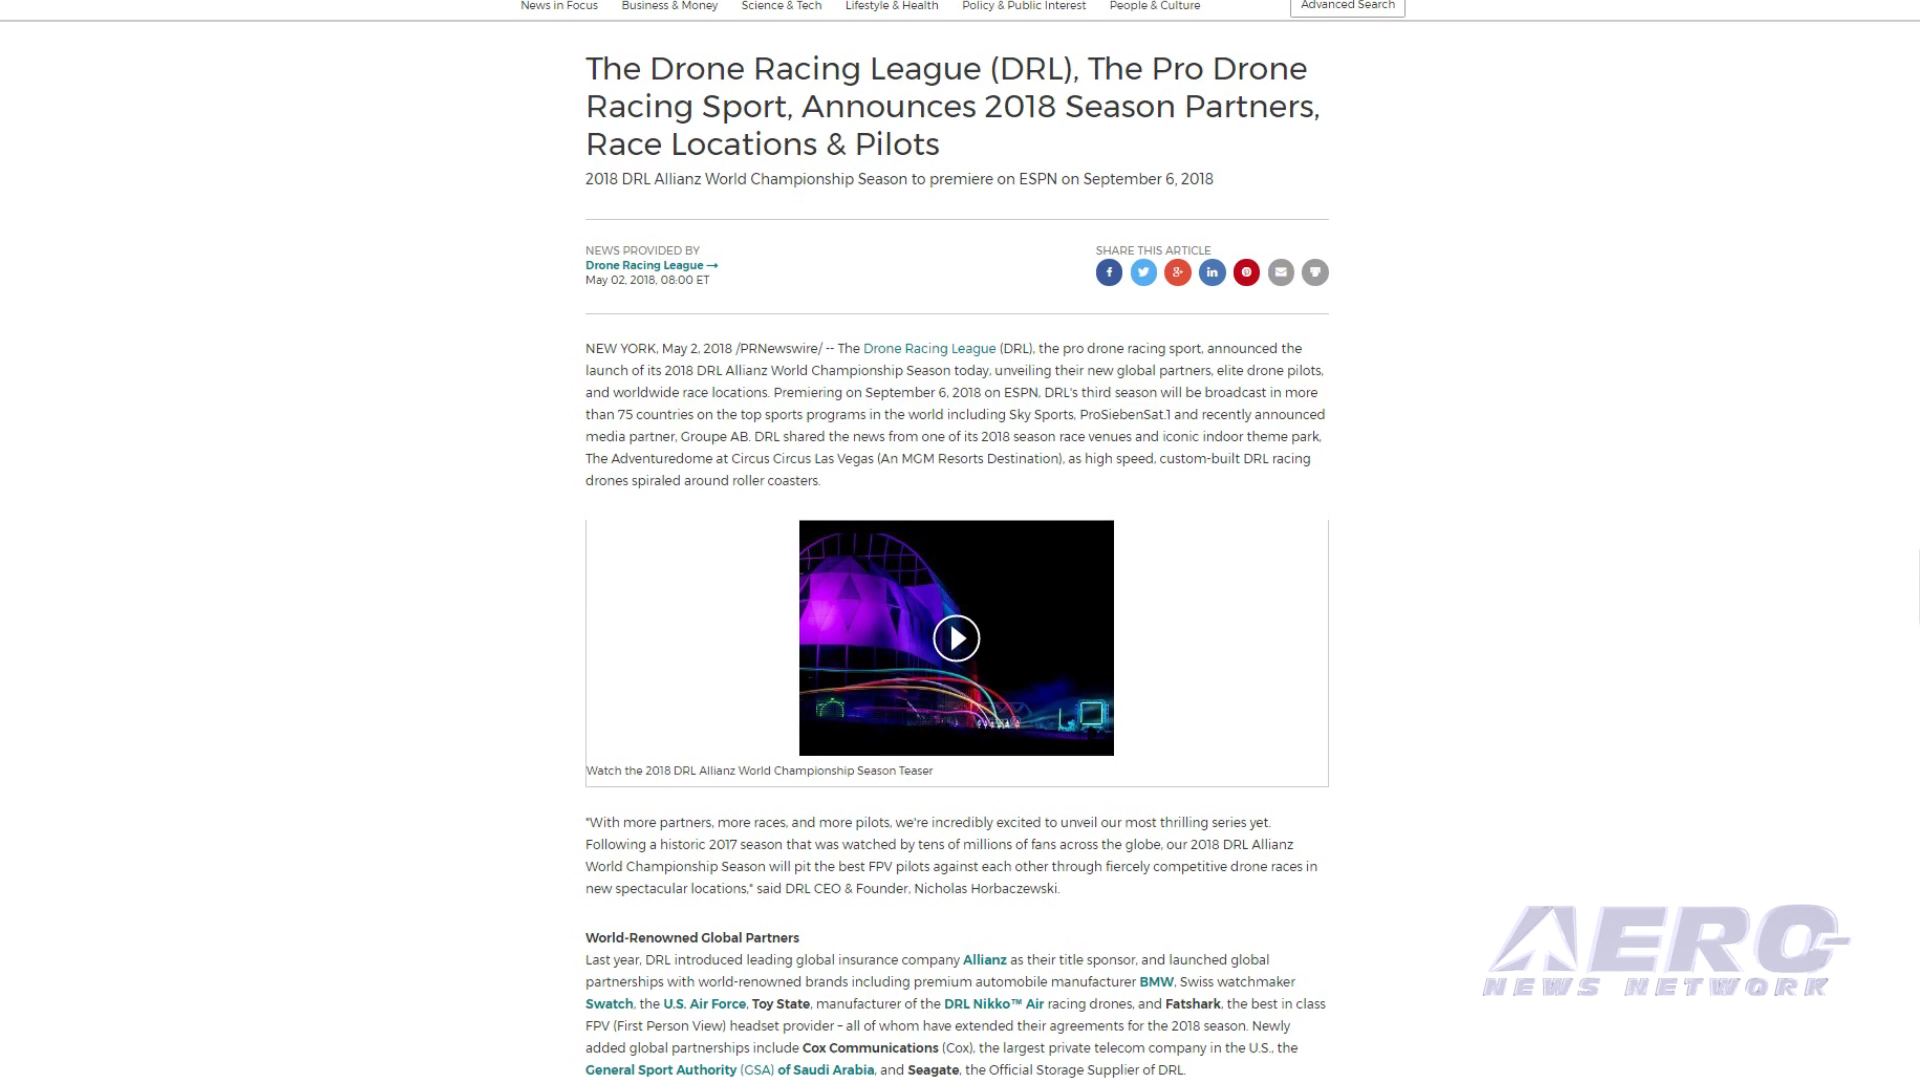 News in Focus Business & Money Science & Tech Lifestyle & Health Policy & Public Interest People & Culture Advanced Search
The Drone Racing League (DRL), The Pro Drone
Racing Sport, Announces 2018 Season Partners,
Race Locations & Pilots
2018 DRL Allianz World Championship Season to premiere on ESPN on September 6, 2018
NEWS PROVIDED BY
Drone Racing League →
May 02, 2018, 08:00 ET
SHARE THIS ARTICLE
NEW YORK, May 2, 2018 /PRNewswire/ -- The Drone Racing League (DRL), the pro drone racing sport, announced the
launch of its 2018 DRL Allianz World Championship Season today, unveiling their new global partners, elite drone pilots,
and worldwide race locations. Premiering on September 6, 2018 on ESPN, DRL's third season will be broadcast in more
than 75 countries on the top sports programs in the world including Sky Sports, ProSiebenSat.1 and recently announced
media partner, Groupe AB. DRL shared the news from one of its 2018 season race venues and iconic indoor theme park,
The Adventuredome at Circus Circus Las Vegas (An MGM Resorts Destination), as high speed, custom-built DRL racing
drones spiraled around roller coasters.
Watch the 2018 DRL Allianz World Championship Season Teaser
"With more partners, more races, and more pilots, we're incredibly excited to unveil our most thrilling series yet.
Following a historic 2017 season that was watched by tens of millions of fans across the globe, our 2018 DRL Allianz
World Championship Season will pit the best FPV pilots against each other through fiercely competitive drone races in
new spectacular locations," said DRL CEO & Founder, Nicholas Horbaczewski.
World-Renowned Global Partners
Last year, DRL introduced leading global insurance company Allianz as their title sponsor, and launched global
partnerships with world-renowned brands including premium automobile manufacturer BMW, Swiss watchmaker
Swatch, the U.S. Air Force, Toy State, manufacturer of the DRL Nikko™ Air racing drones, and Fatshark, the best in class
FPV (First Person View) headset provider – all of whom have extended their agreements for the 2018 season. Newly
added global partnerships include Cox Communications (Cox), the largest private telecom company in the U.S., the
General Sport Authority (GSA) of Saudi Arabia, and Seagate, the Official Storage Supplier of DRL.
AERO-
NEWS NETWORK